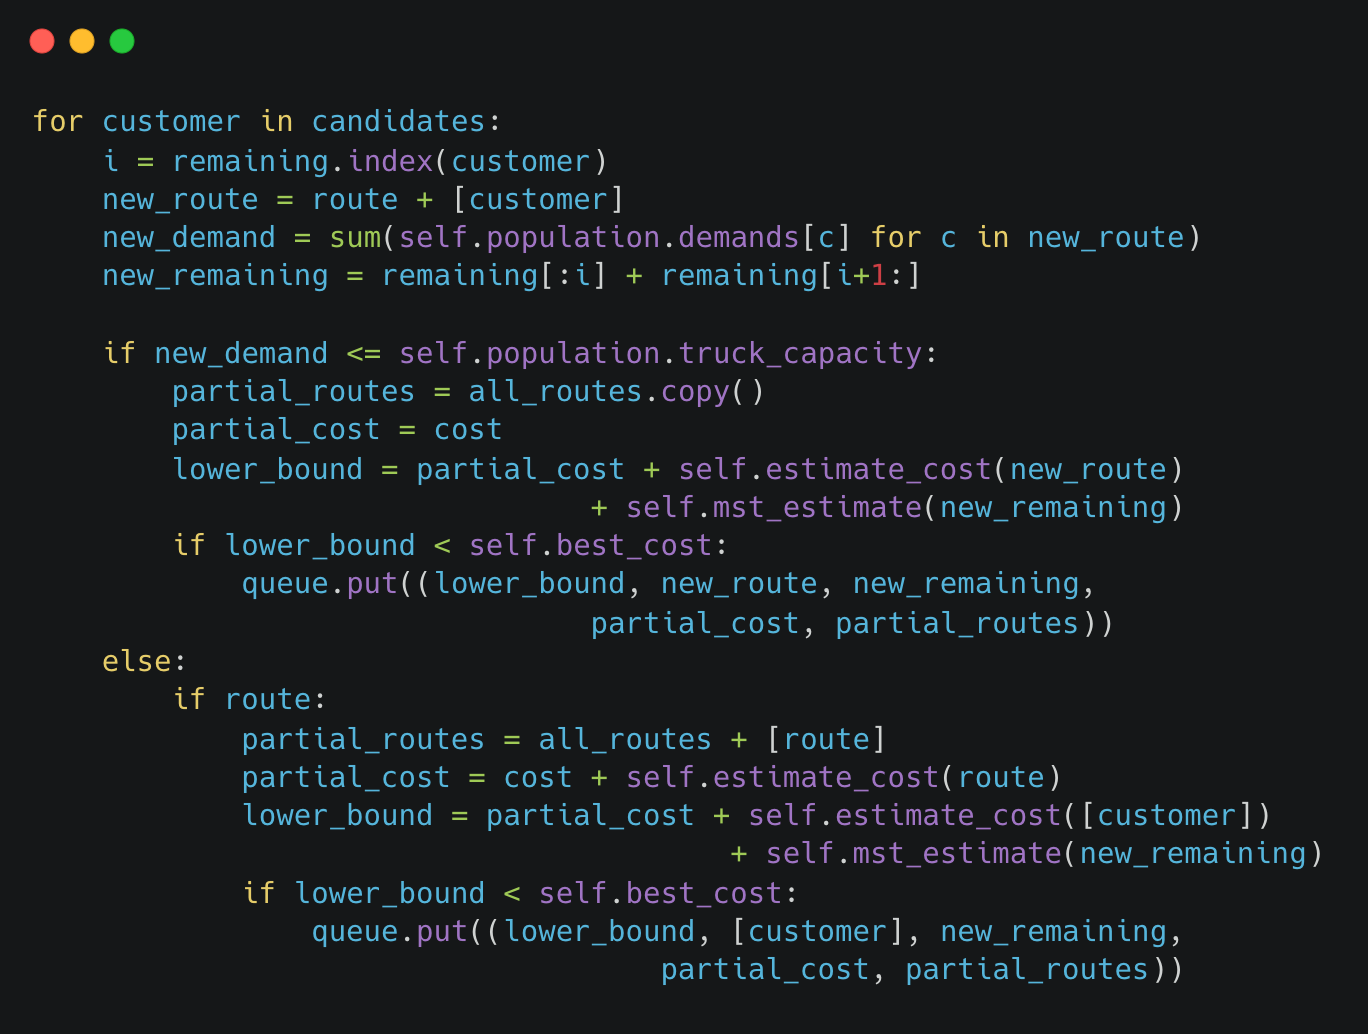 for customer in candidates:
    i = remaining.index(customer)
    new_route = route + [customer]
    new_demand = sum(self.population.demands[c] for c in new_route)
    new_remaining = remaining[:i] + remaining[i+1:]

    if new_demand <= self.population.truck_capacity:
        partial_routes = all_routes.copy()
        partial_cost = cost
        lower_bound = partial_cost + self.estimate_cost(new_route)
                                + self.mst_estimate(new_remaining)
        if lower_bound < self.best_cost:
            queue.put((lower_bound, new_route, new_remaining,
                                partial_cost, partial_routes))
    else:
        if route:
            partial_routes = all_routes + [route]
            partial_cost = cost + self.estimate_cost(route)
            lower_bound = partial_cost + self.estimate_cost([customer])
                                        + self.mst_estimate(new_remaining)
            if lower_bound < self.best_cost:
                queue.put((lower_bound, [customer], new_remaining,
                                    partial_cost, partial_routes))